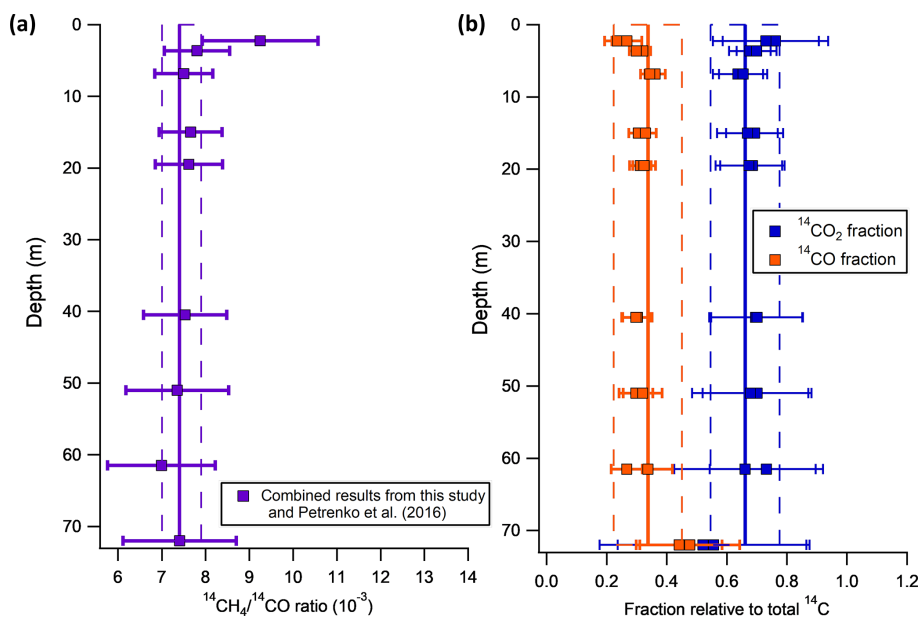 (a)
0
10
20
30
40
50
60
70
Depth (m)
Combined results from this study
and Petrenko et al. (2016)
6 7 8 9 10 11 12 13 14
¹⁴CH₄/¹⁴CO ratio (10⁻³)
(b)
0
10
20
30
40
50
60
70
Depth (m)
¹⁴CO₂ fraction
¹⁴CO fraction
0.0 0.2 0.4 0.6 0.8 1.0 1.2
Fraction relative to total ¹⁴C